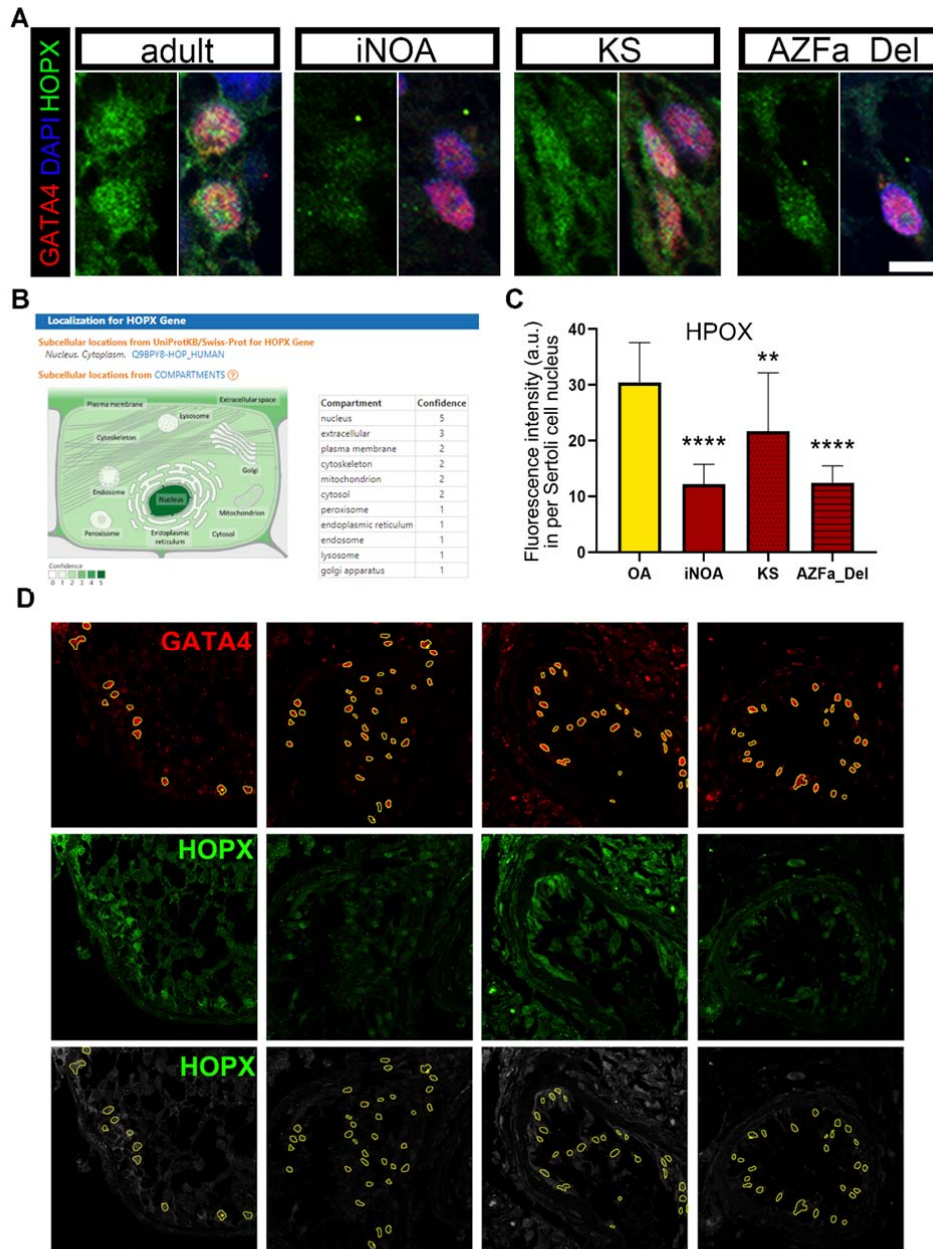 A
adult
iNOA
KS
AZFa_Del
GATA4 DAPI HOPX
B
Localization for HOPX Gene
Subcellular locations from UniProtKB/Swiss-Prot for HOPX Gene
Nucleus. Cytoplasm. Q9BPY8-HOP_HUMAN
Subcellular locations from COMPARTMENTS ?
Plasma membrane
Extracellular space
Lysosome
Cytoskeleton
Golgi
Endosome
Nucleus
Mitochondrion
Peroxisome
Endoplasmic reticulum
Cytosol
Confidence
0 1 2 3 4 5
Compartment Confidence
nucleus 5
extracellular 3
plasma membrane 2
cytoskeleton 2
mitochondrion 2
cytosol 2
peroxisome 1
endoplasmic reticulum 1
endosome 1
lysosome 1
golgi apparatus 1
C
HPOX
Fluorescence intensity (a.u.)
in per Sertoli cell nucleus
40
30
20
10
0
****
**
****
OA iNOA KS AZFa_Del
D
GATA4
HOPX
HOPX